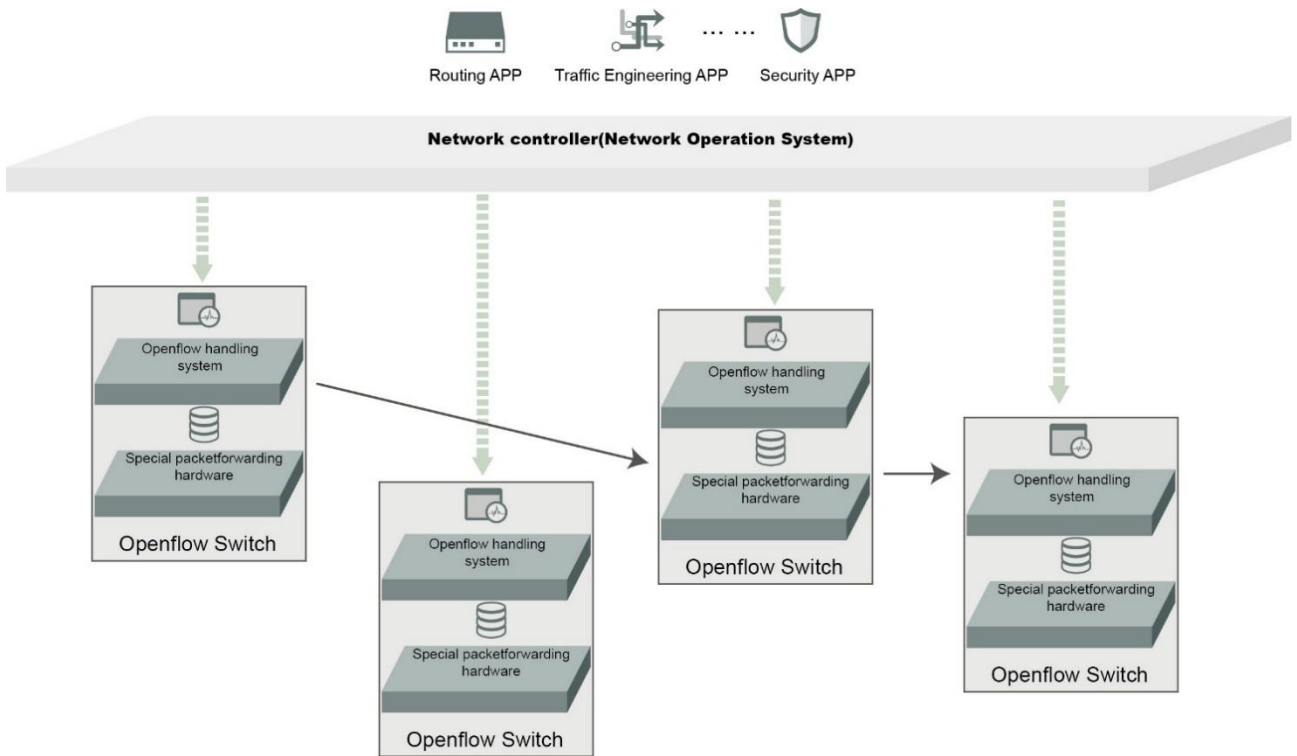 Routing APP
Traffic Engineering APP
... ...
Security APP
Network controller(Network Operation System)
Openflow handling
system
Special packetforwarding
hardware
Openflow Switch
Openflow handling
system
Special packetforwarding
hardware
Openflow Switch
Openflow handling
system
Special packetforwarding
hardware
Openflow Switch
Openflow handling
system
Special packetforwarding
hardware
Openflow Switch